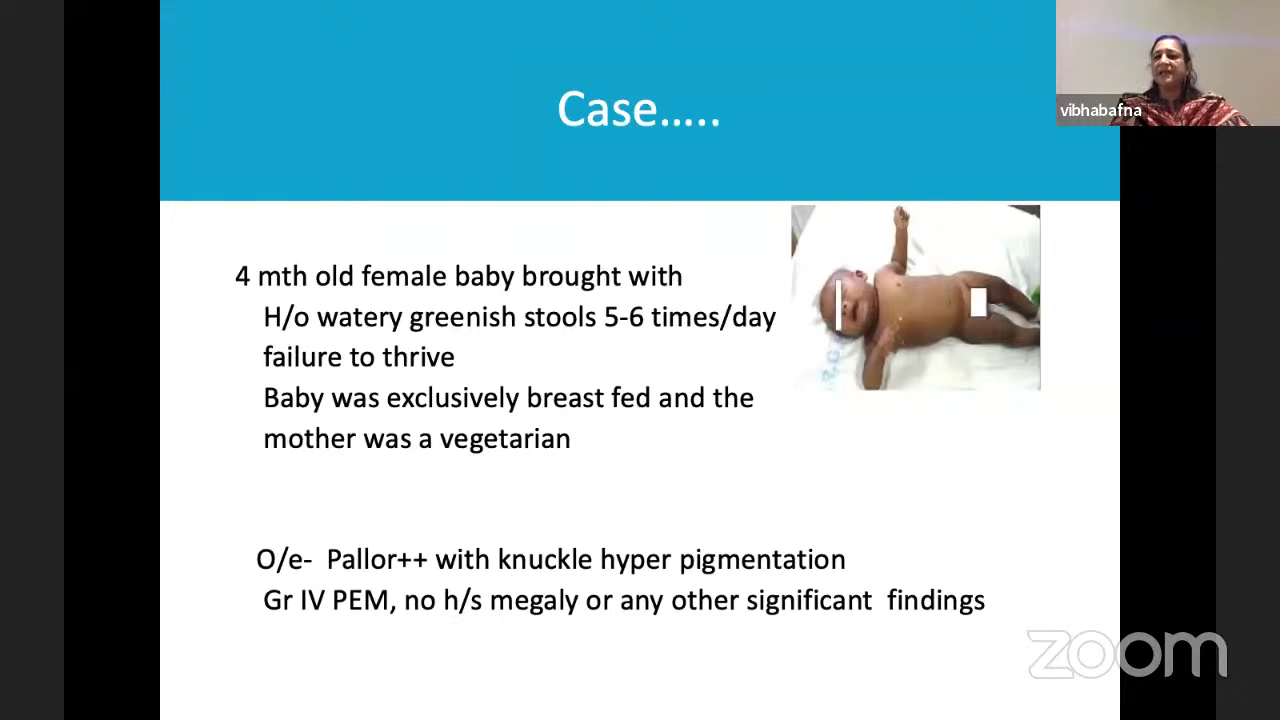 Case.....
vibhabafna
4 mth old female baby brought with
H/o watery greenish stools 5-6 times/day
failure to thrive
Baby was exclusively breast fed and the
mother was a vegetarian
O/e- Pallor++ with knuckle hyper pigmentation
Gr IV PEM, no h/s megaly or any other significant findings
zoom